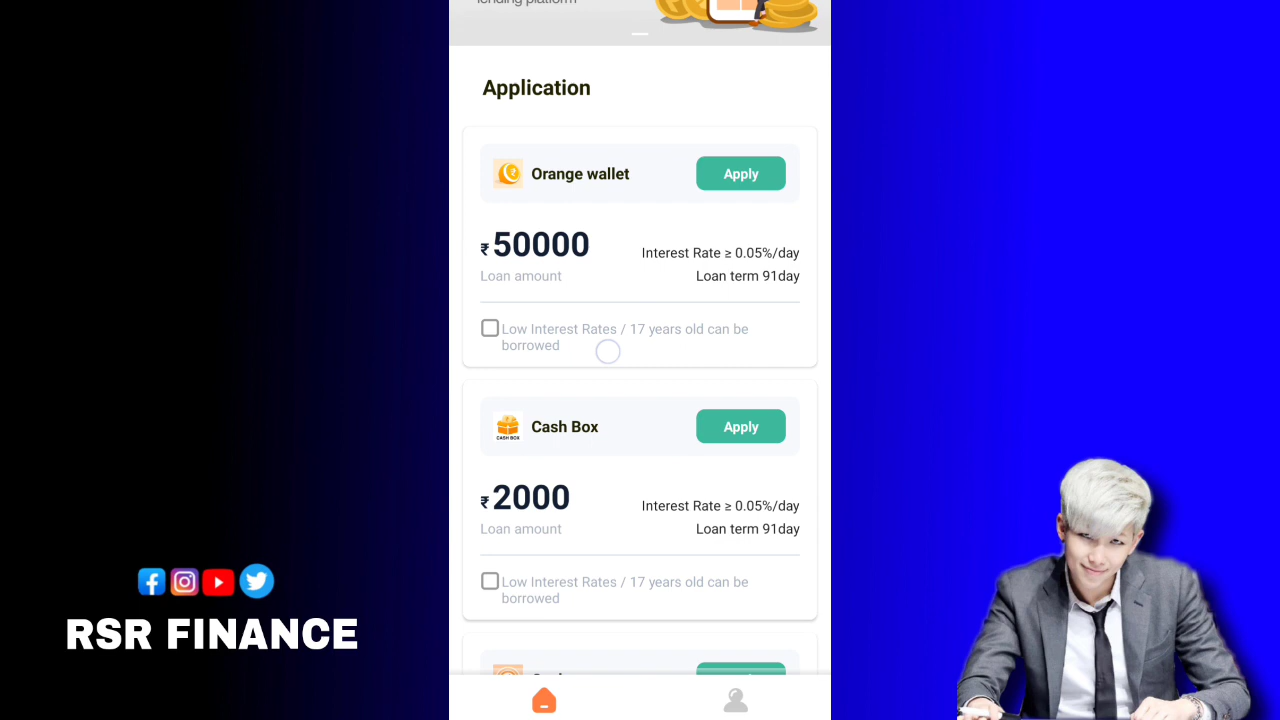 lending platform
Application
Orange wallet
Apply
₹ 50000
Interest Rate ≥ 0.05%/day
Loan amount
Loan term 91day
Low Interest Rates / 17 years old can be
borrowed
Cash Box
CASH BOX
Apply
₹ 2000
Interest Rate ≥ 0.05%/day
Loan amount
Loan term 91day
Low Interest Rates / 17 years old can be
borrowed
RSR FINANCE